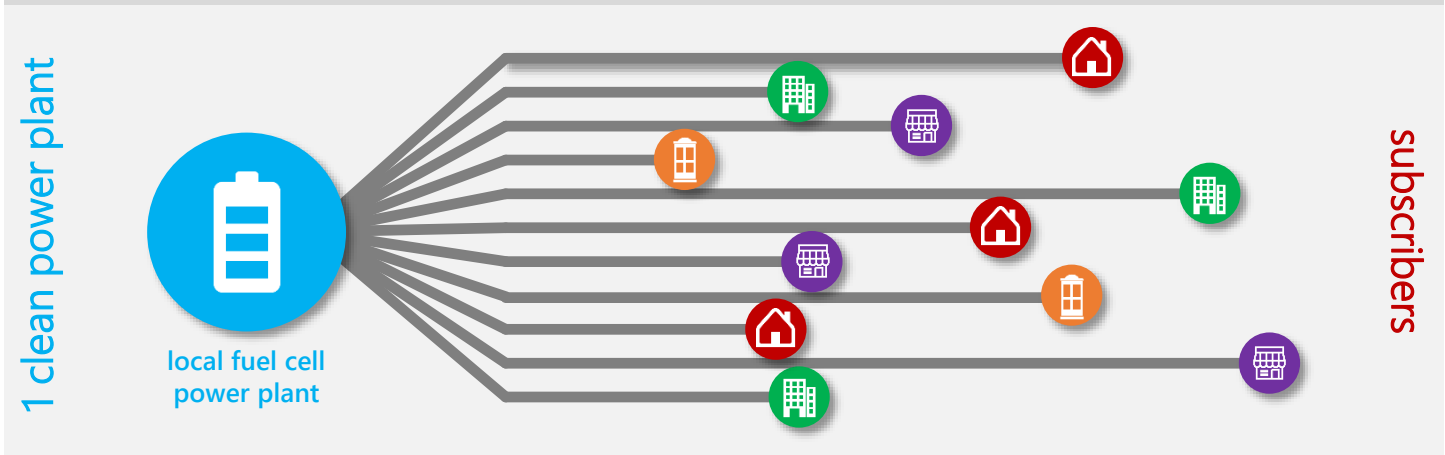 1 clean power plant
local fuel cell
power plant
subscribers